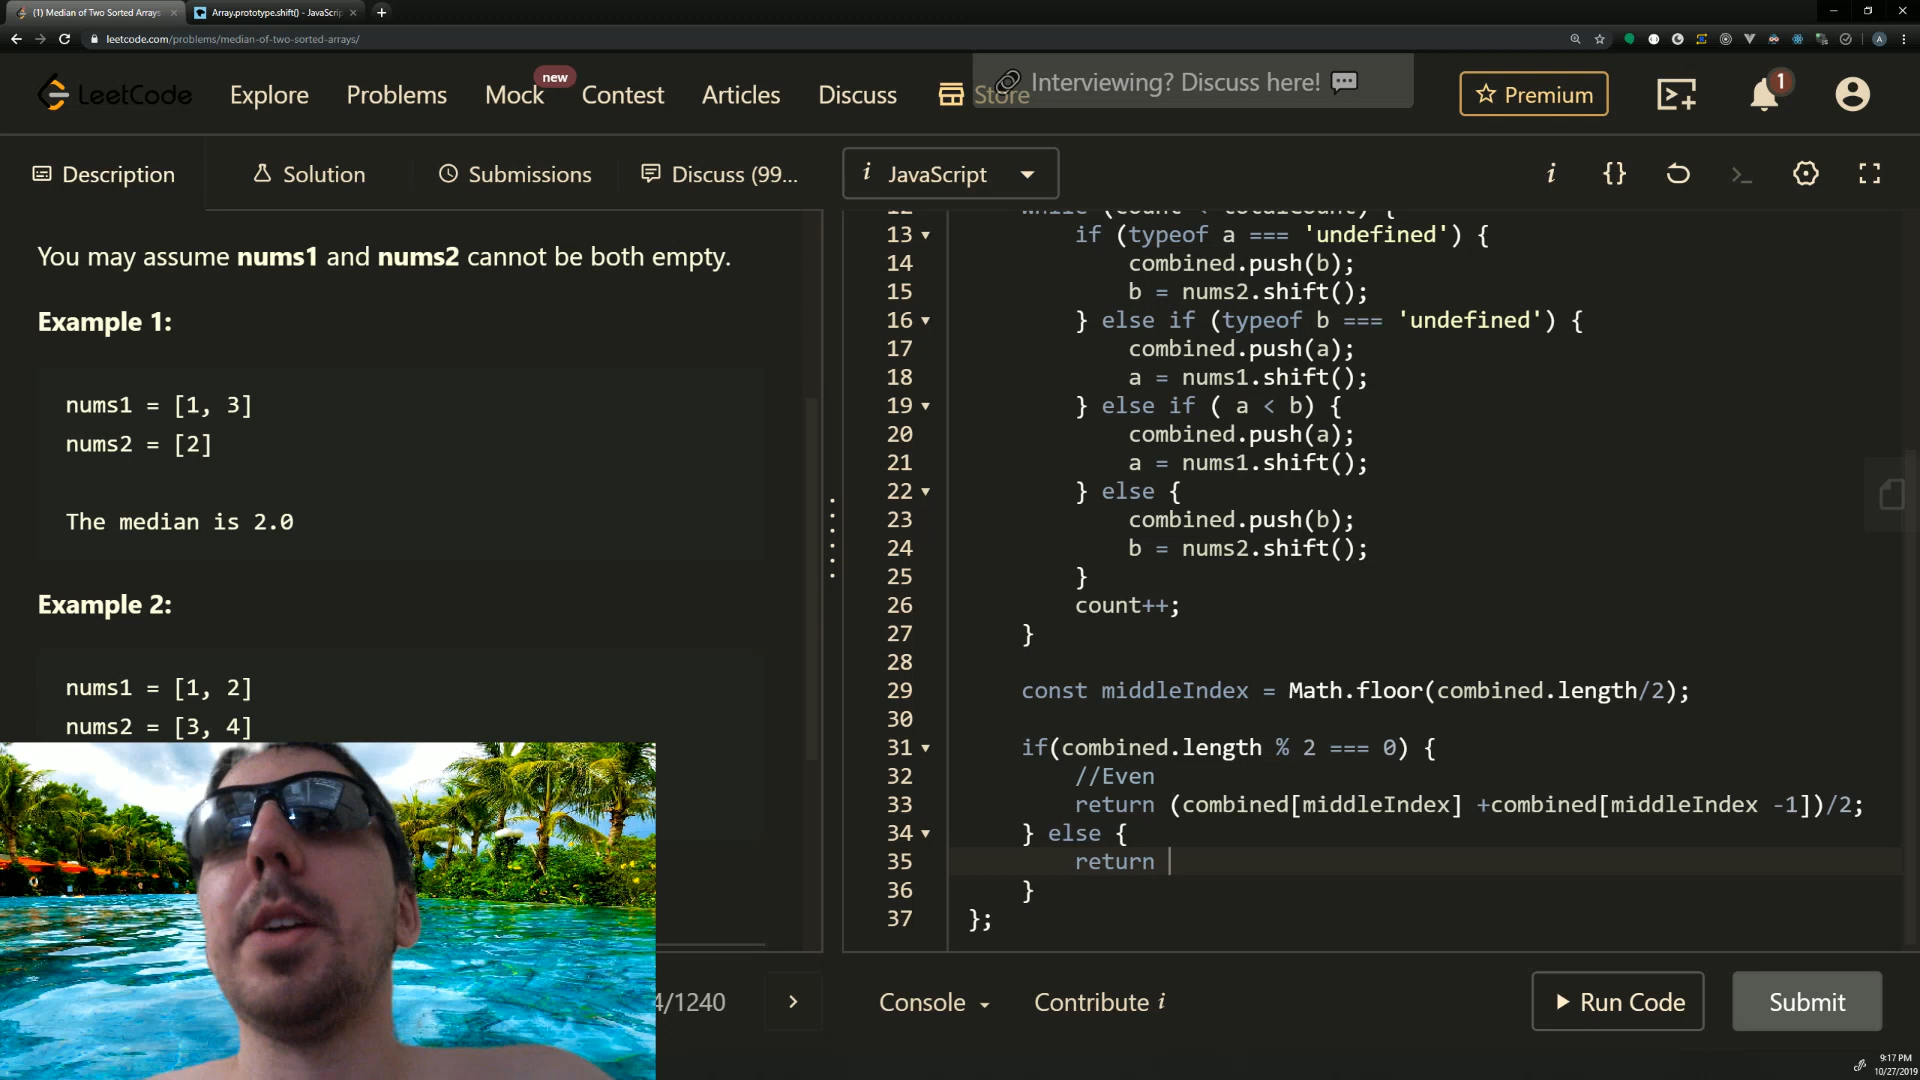 (1) Median of Two Sorted Arrays
Array.prototype.shift() - JavaScrip
leetcode.com/problems/median-of-two-sorted-arrays/
LeetCode
Explore
Problems
Mock
new
Contest
Articles
Discuss
Store
Interviewing? Discuss here!
Premium
1
Description
Solution
Submissions
Discuss (99...
i JavaScript
You may assume nums1 and nums2 cannot be both empty.
Example 1:
nums1 = [1, 3]
nums2 = [2]
The median is 2.0
Example 2:
nums1 = [1, 2]
nums2 = [3, 4]
12 while (count < totalCount) {
13 if (typeof a === 'undefined') {
14 combined.push(b);
15 b = nums2.shift();
16 } else if (typeof b === 'undefined') {
17 combined.push(a);
18 a = nums1.shift();
19 } else if ( a < b) {
20 combined.push(a);
21 a = nums1.shift();
22 } else {
23 combined.push(b);
24 b = nums2.shift();
25 }
26 count++;
27 }
28
29 const middleIndex = Math.floor(combined.length/2);
30
31 if(combined.length % 2 === 0) {
32 //Even
33 return (combined[middleIndex] +combined[middleIndex -1])/2;
34 } else {
35 return
36 }
37 };
4/1240
Console
Contribute i
Run Code
Submit
9:17 PM
10/27/2019